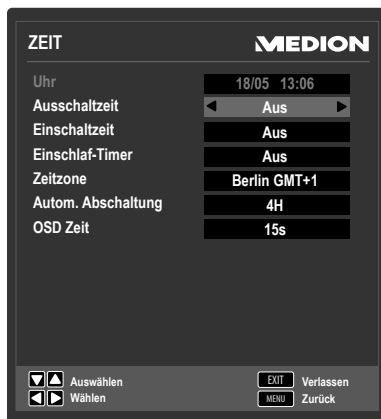 ZEIT MEDION
Uhr 18/05 13:06
Ausschaltzeit Aus
Einschaltzeit Aus
Einschlaf-Timer Aus
Zeitzone Berlin GMT+1
Autom. Abschaltung 4H
OSD Zeit 15s
Auswählen EXIT Verlassen
Wählen MENU Zurück